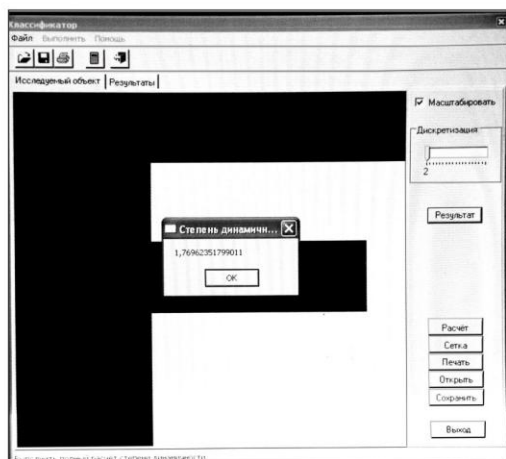 Классификатор
Файл Выполнить Помощь
Исследуемый объект Результаты
Масштабировать
Дискретизация
2
Результат
Степень динамичн...
1,76962351799011
OK
Расчёт
Сетка
Печать
Открыть
Сохранить
Выход